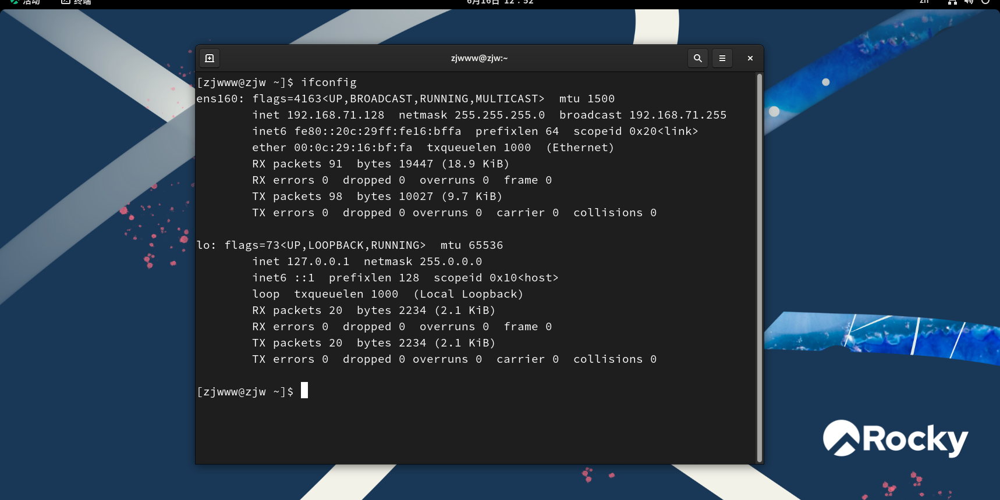 活动 终端 6月16日 12：52 zh
zjwww@zjw:~
[zjwww@zjw ~]$ ifconfig
ens160: flags=4163<UP,BROADCAST,RUNNING,MULTICAST>  mtu 1500
        inet 192.168.71.128  netmask 255.255.255.0  broadcast 192.168.71.255
        inet6 fe80::20c:29ff:fe16:bffa  prefixlen 64  scopeid 0x20<link>
        ether 00:0c:29:16:bf:fa  txqueuelen 1000  (Ethernet)
        RX packets 91  bytes 19447 (18.9 KiB)
        RX errors 0  dropped 0  overruns 0  frame 0
        TX packets 98  bytes 10027 (9.7 KiB)
        TX errors 0  dropped 0 overruns 0  carrier 0  collisions 0
lo: flags=73<UP,LOOPBACK,RUNNING>  mtu 65536
        inet 127.0.0.1  netmask 255.0.0.0
        inet6 ::1  prefixlen 128  scopeid 0x10<host>
        loop  txqueuelen 1000  (Local Loopback)
        RX packets 20  bytes 2234 (2.1 KiB)
        RX errors 0  dropped 0  overruns 0  frame 0
        TX packets 20  bytes 2234 (2.1 KiB)
        TX errors 0  dropped 0 overruns 0  carrier 0  collisions 0
[zjwww@zjw ~]$
Rocky